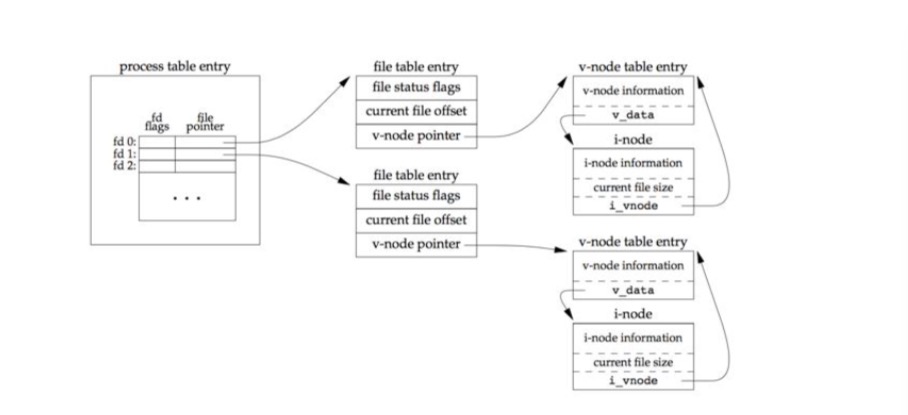 process table entry
fd
flags
file
pointer
fd 0:
fd 1:
fd 2:
. . .
file table entry
file status flags
current file offset
v-node pointer
file table entry
file status flags
current file offset
v-node pointer
v-node table entry
v-node information
v_data
i-node
i-node information
current file size
i_vnode
v-node table entry
v-node information
v_data
i-node
i-node information
current file size
i_vnode